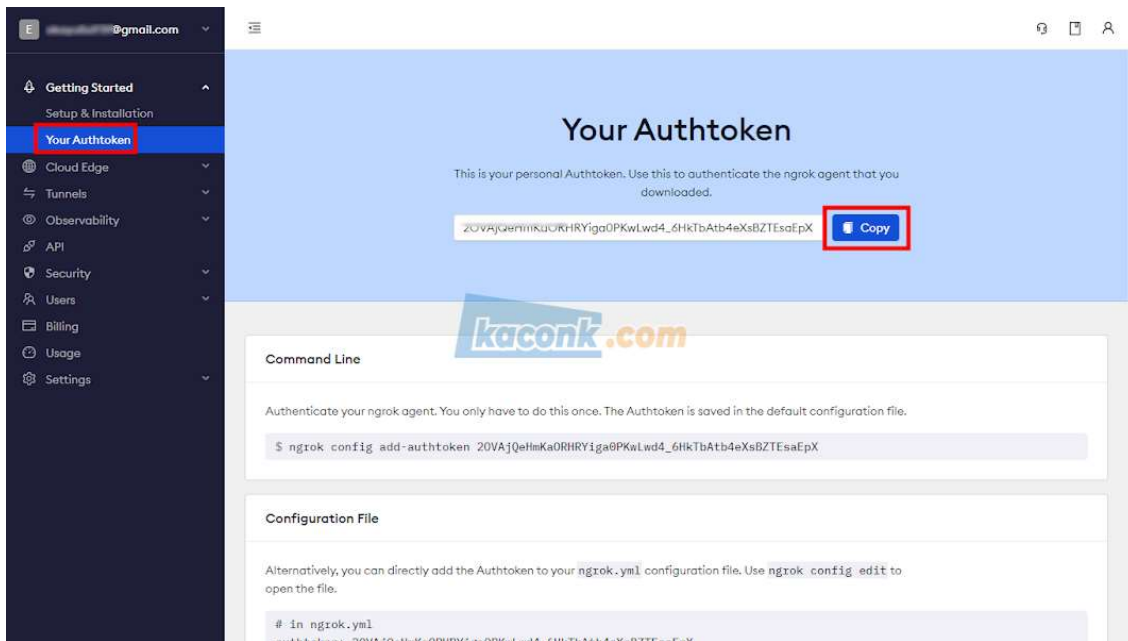 E @gmail.com
Getting Started
Setup & Installation
Your Authtoken
Cloud Edge
Tunnels
Observability
API
Security
Users
Billing
Usage
Settings
Your Authtoken
This is your personal Authtoken. Use this to authenticate the ngrok agent that you
downloaded.
Copy
kaconk.com
Command Line
Authenticate your ngrok agent. You only have to do this once. The Authtoken is saved in the default configuration file.
$ ngrok config add-authtoken 2OVAjQeHmKaORHRYiga0PKwLwd4_6HkTbAtb4eXsBZTEsaEpX
Configuration File
Alternatively, you can directly add the Authtoken to your ngrok.yml configuration file. Use ngrok config edit to
open the file.
# in ngrok.yml